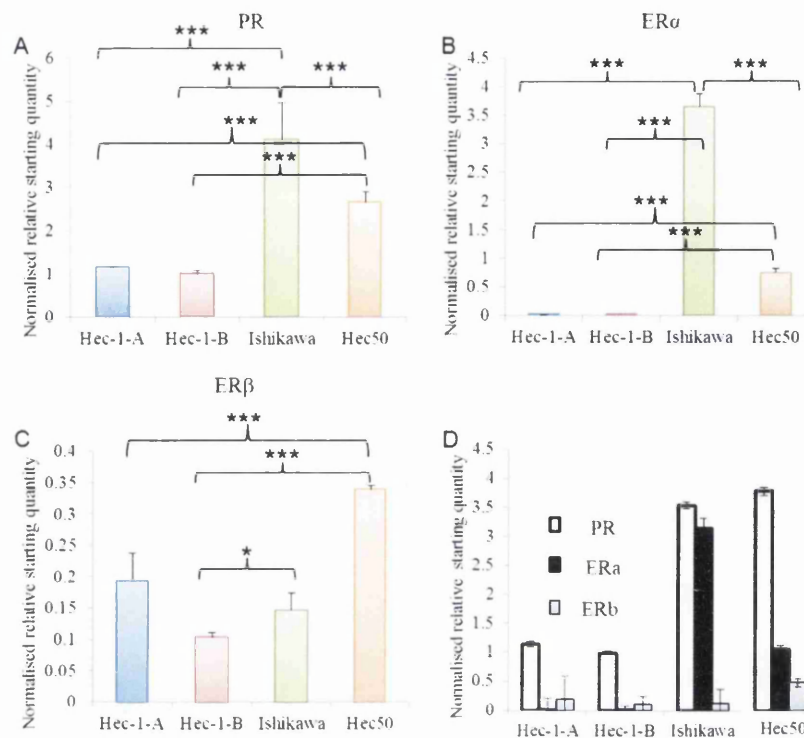 A
PR
***
***
***
***
***
Normalised relative starting quantity
6
5
4
3
2
1
0
Hec-1-A Hec-1-B Ishikawa Hec50
B
ERα
***
***
***
***
***
Normalised relative starting quantity
4.5
4
3.5
3
2.5
2
1.5
1
0.5
0
Hec-1-A Hec-1-B Ishikawa Hec50
C
ERβ
***
***
*
Normalised relative starting quantity
0.4
0.35
0.3
0.25
0.2
0.15
0.1
0.05
0
Hec-1-A Hec-1-B Ishikawa Hec50
D
Normalised relative starting quantity
4.5
4
3.5
3
2.5
2
1.5
1
0.5
0
PR
ERa
ERb
Hec-1-A Hec-1-B Ishikawa Hec50